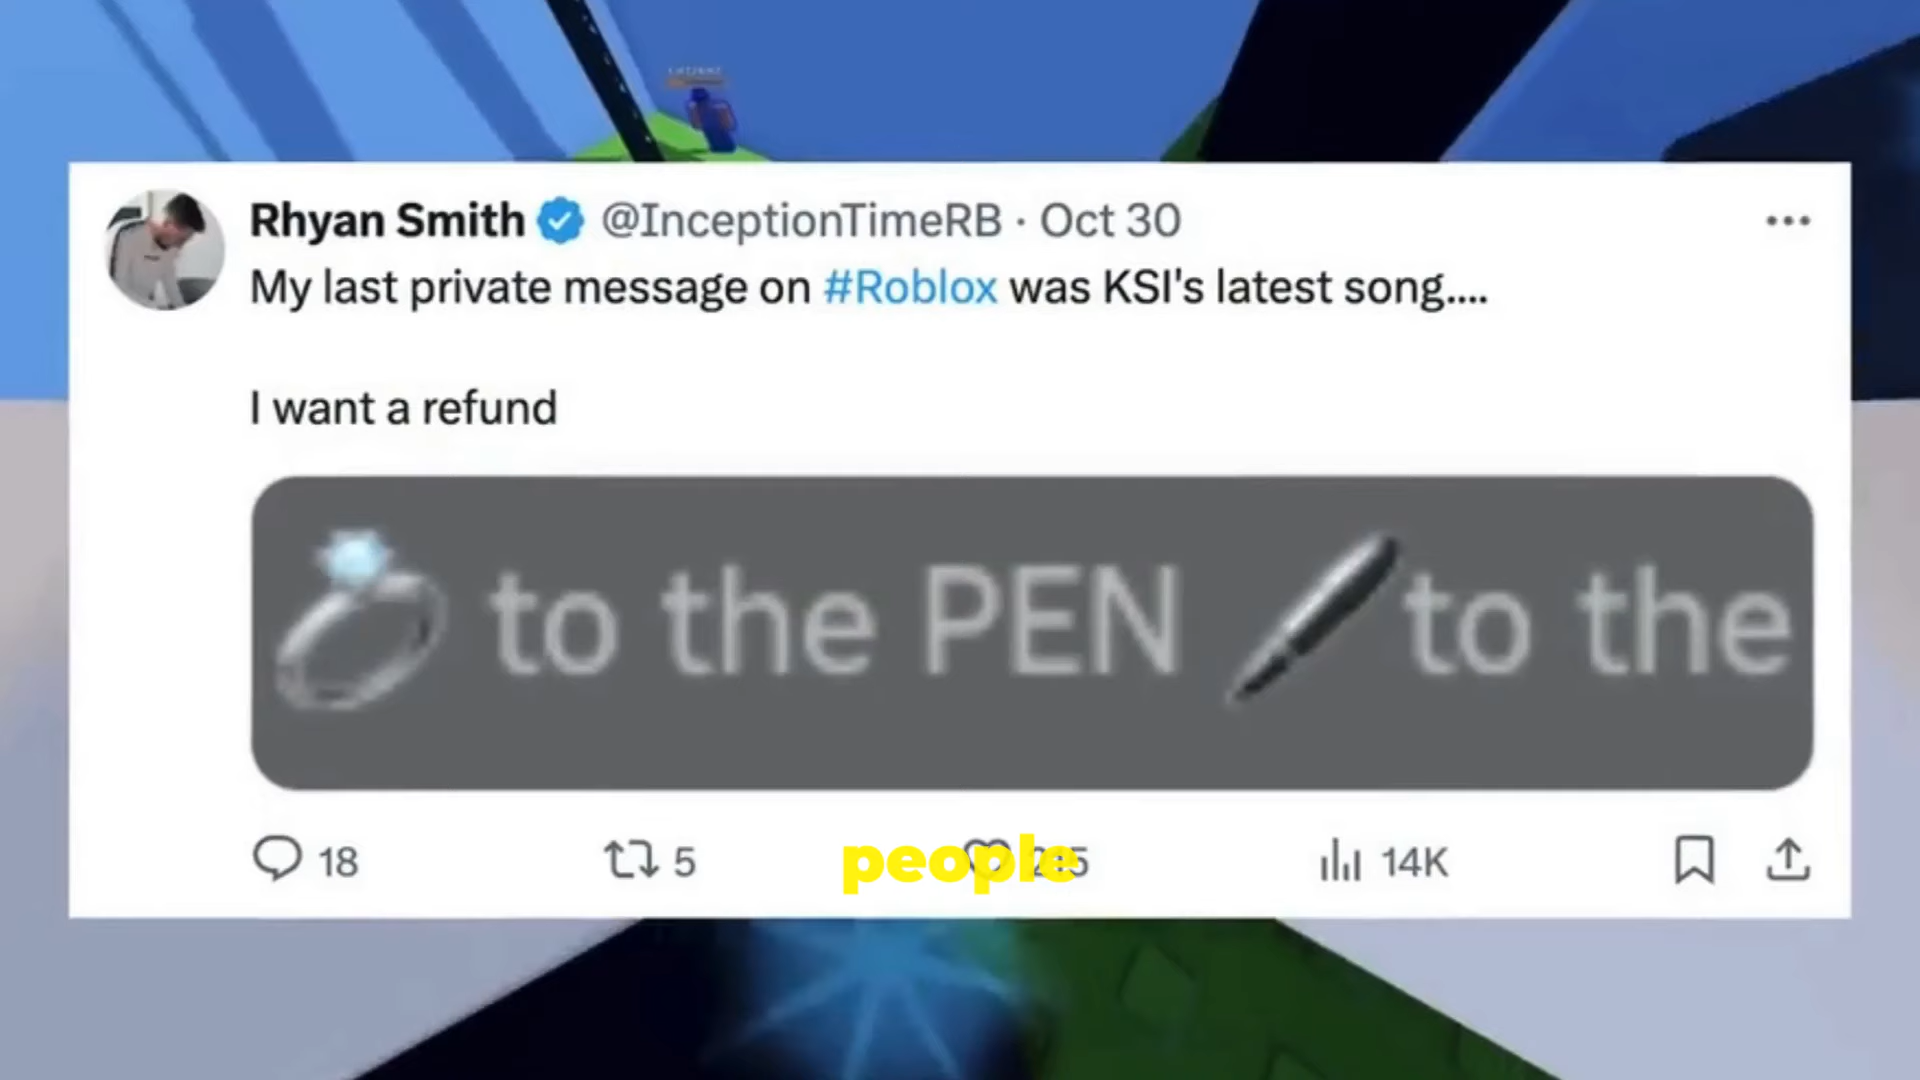 Rhyan Smith @InceptionTimeRB · Oct 30
My last private message on #Roblox was KSI's latest song....
I want a refund
💍 to the PEN 🖊 to the
18 5 14K
people